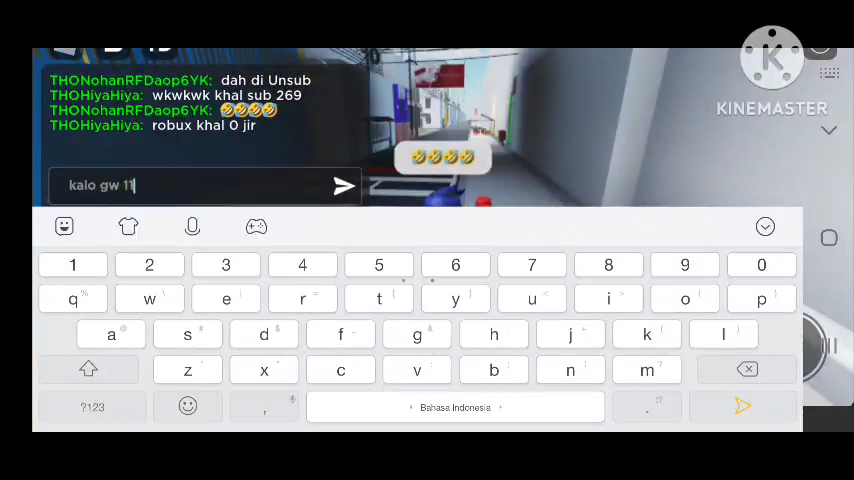 THONohanRFDaop6YK: dah di Unsub
THOHiyaHiya: wkwkwk khal sub 269
THONohanRFDaop6YK: 🤣🤣🤣🤣
THOHiyaHiya: robux khal 0 jir
🤣🤣🤣🤣
kalo gw 11
K
KINEMASTER
1 2 3 4 5 6 7 8 9 0
q w e r t y u i o p
a s d f g h j k l
z x c v b n m
?123 , Bahasa Indonesia .